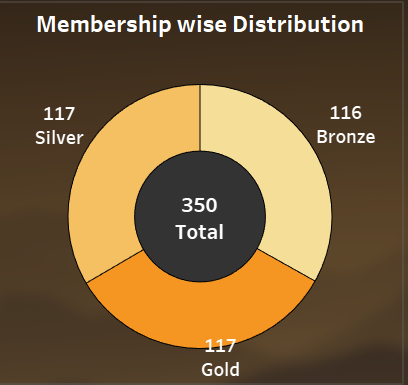 Membership wise Distribution
117
Silver
116
Bronze
350
Total
117
Gold